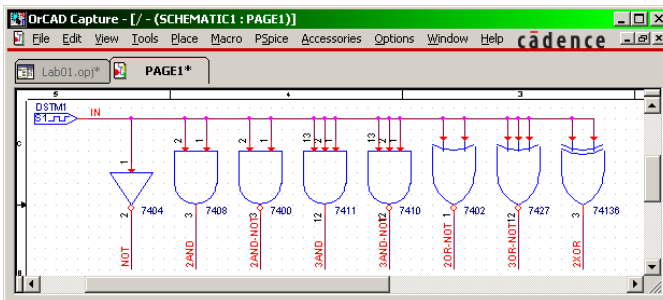 OrCAD Capture - [/ - (SCHEMATIC1 : PAGE1)]
File Edit View Tools Place Macro PSpice Accessories Options Window Help cādence
Lab01.opj* PAGE1*
5 4 3
DSTM1
S1 IN
C
1 2 1 2 1 13 2 1 13 2 1
7404 7408 7400 7411 7410 7402 7427 74136
2 3 3 12 12 1 12 3
NOT 2AND 2AND-NOT 3AND 3AND-NOT 2OR-NOT 3OR-NOT 2XOR
B